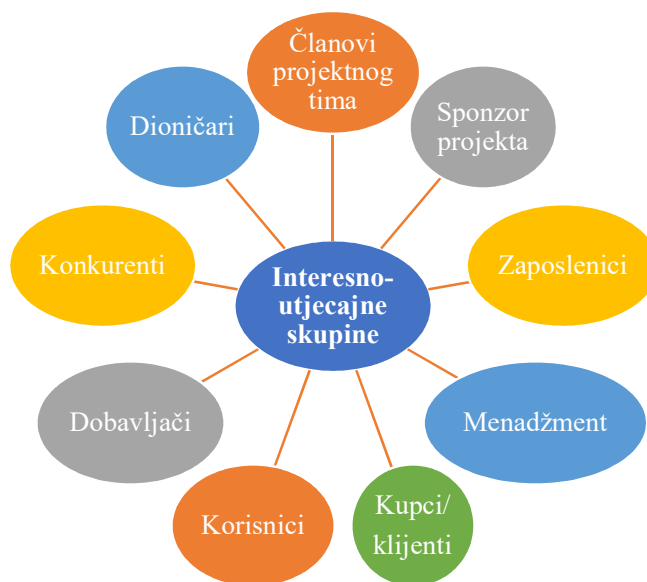 Članovi
projektnog
tima
Sponzor
projekta
Dioničari
Konkurenti
Interesno-
utjecajne
skupine
Zaposlenici
Dobavljači
Menadžment
Korisnici
Kupci/
klijenti